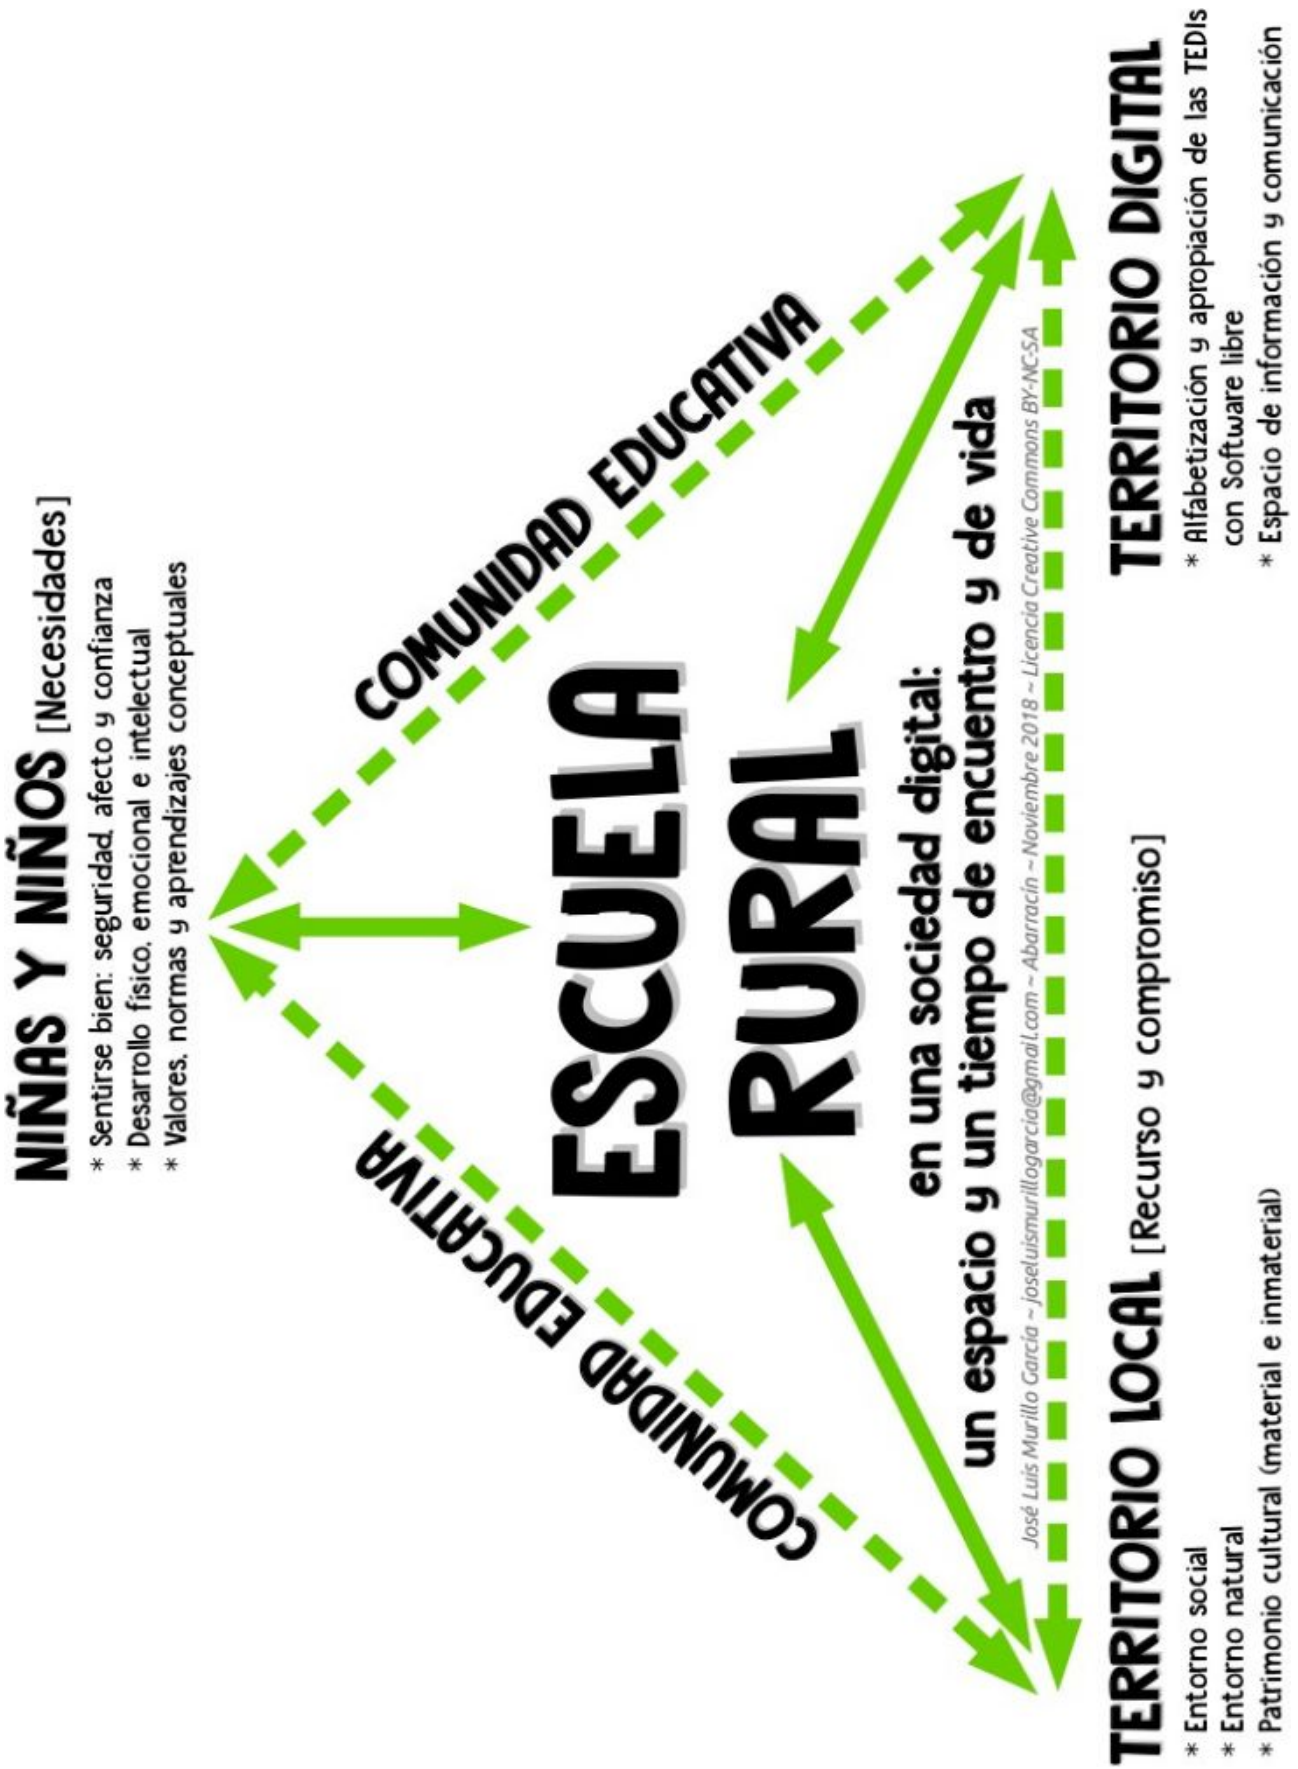 NIÑAS Y NIÑOS [Necesidades]
* Sentirse bien: seguridad, afecto y confianza
* Desarrollo físico, emocional e intelectual
* Valores, normas y aprendizajes conceptuales
COMUNIDAD EDUCATIVA
COMUNIDAD EDUCATIVA
ESCUELA
RURAL
en una sociedad digital:
un espacio y un tiempo de encuentro y de vida
José Luis Murillo García ~ joseluismurillogarcia@gmail.com ~ Abarracín ~ Noviembre 2018 ~ Licencia Creative Commons BY-NC-SA
TERRITORIO LOCAL [Recurso y compromiso]
* Entorno social
* Entorno natural
* Patrimonio cultural (material e inmaterial)
TERRITORIO DIGITAL
* Alfabetización y apropiación de las TEDIs
con Software libre
* Espacio de información y comunicación